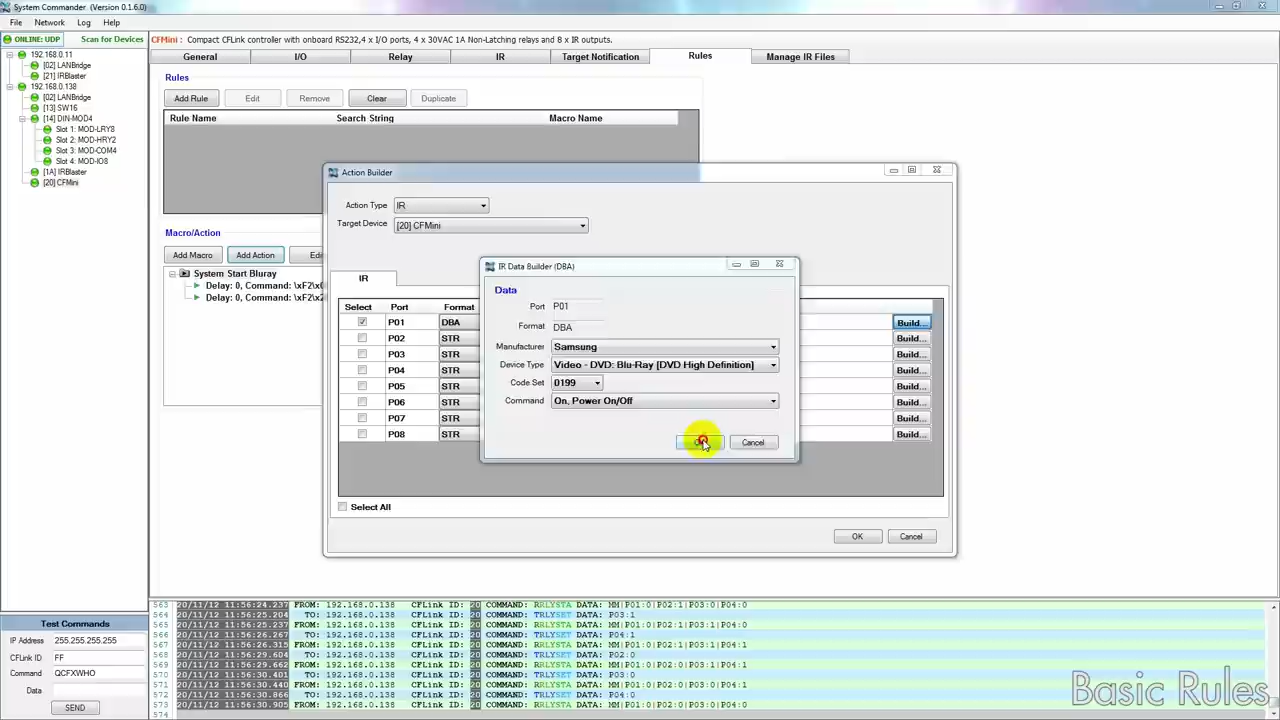 System Commander (Version 0.1.6.0)
File Network Log Help
ONLINE: UDP Scan for Devices
CFMini : Compact CFLink controller with onboard RS232,4 x I/O ports, 4 x 30VAC 1A Non-Latching relays and 8 x IR outputs.
192.168.0.11
[02] LANBridge
[21] IRBlaster
192.168.0.138
[02] LANBridge
[13] SW16
[14] DIN-MOD4
Slot 1: MOD-LRY8
Slot 2: MOD-HRY2
Slot 3: MOD-COM4
Slot 4: MOD-IO8
[1A] IRBlaster
[20] CFMini
General I/O Relay IR Target Notification Rules Manage IR Files
Rules
Add Rule Edit Remove Clear Duplicate
Rule Name Search String Macro Name
Macro/Action
Add Macro Add Action
System Start Bluray
Delay: 0, Command:
Delay: 0, Command:
Action Builder
Action Type IR
Target Device [20] CFMini
IR
Select Port Format
P01 DBA Build...
P02 STR Build...
P03 STR Build...
P04 STR Build...
P05 STR Build...
P06 STR Build...
P07 STR Build...
P08 STR Build...
Select All
OK Cancel
IR Data Builder (DBA)
Data
Port P01
Format DBA
Manufacturer Samsung
Device Type Video - DVD: Blu-Ray [DVD High Definition]
Code Set 0199
Command On, Power On/Off
Cancel
Test Commands
IP Address 255.255.255.255
CFLink ID FF
Command QCFXWHO
Data
SEND
563 20/11/12 11:56:24.237 FROM: 192.168.0.138 CFLink ID: 20 COMMAND: RRLYSTA DATA: MM|P01:0|P02:1|P03:0|P04:0
564 20/11/12 11:56:25.204 TO: 192.168.0.138 CFLink ID: 20 COMMAND: TRLYSET DATA: P03:1
565 20/11/12 11:56:25.237 FROM: 192.168.0.138 CFLink ID: 20 COMMAND: RRLYSTA DATA: MM|P01:0|P02:1|P03:1|P04:0
566 20/11/12 11:56:26.267 TO: 192.168.0.138 CFLink ID: 20 COMMAND: TRLYSET DATA: P04:1
567 20/11/12 11:56:26.315 FROM: 192.168.0.138 CFLink ID: 20 COMMAND: RRLYSTA DATA: MM|P01:0|P02:1|P03:1|P04:1
568 20/11/12 11:56:29.604 TO: 192.168.0.138 CFLink ID: 20 COMMAND: TRLYSET DATA: P02:0
569 20/11/12 11:56:29.662 FROM: 192.168.0.138 CFLink ID: 20 COMMAND: RRLYSTA DATA: MM|P01:0|P02:0|P03:1|P04:1
570 20/11/12 11:56:30.401 TO: 192.168.0.138 CFLink ID: 20 COMMAND: TRLYSET DATA: P03:0
571 20/11/12 11:56:30.440 FROM: 192.168.0.138 CFLink ID: 20 COMMAND: RRLYSTA DATA: MM|P01:0|P02:0|P03:0|P04:1
572 20/11/12 11:56:30.866 TO: 192.168.0.138 CFLink ID: 20 COMMAND: TRLYSET DATA: P04:0
573 20/11/12 11:56:30.905 FROM: 192.168.0.138 CFLink ID: 20 COMMAND: RRLYSTA DATA: MM|P01:0|P02:0|P03:0|P04:0
574
Basic Rules